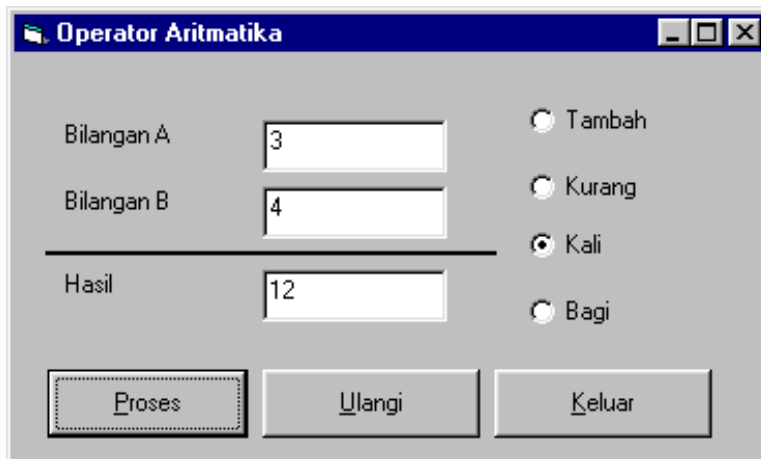 Operator Aritmatika
Bilangan A
3
Bilangan B
4
Hasil
12
Tambah
Kurang
Kali
Bagi
Proses
Ulangi
Keluar